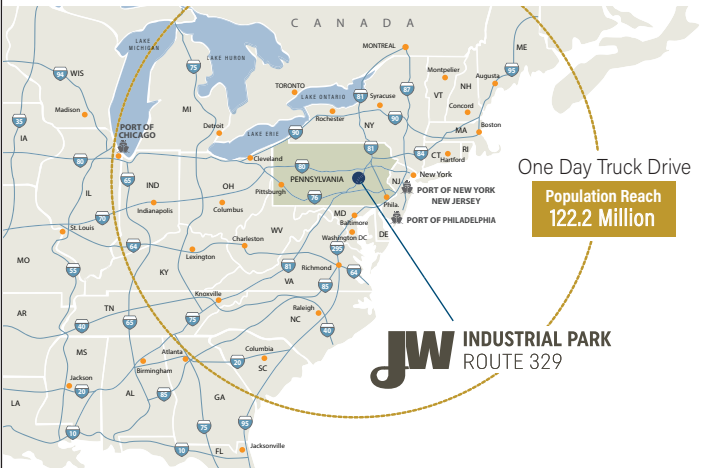 CANADA
LAKE
MICHIGAN
LAKE HURON
MONTREAL
ME
94
WIS
75
95
Montpelier
Augusta
TORONTO
LAKE ONTARIO
81
Syracuse
87
VT
NH
Madison
MI
Rochester
90
Concord
35
PORT OF
CHICAGO
Detroit
LAKE ERIE
90
NY
MA
Boston
IA
80
Cleveland
81
84
CT
RI
Hartford
80
65
IND
OH
PENNSYLVANIA
New York
IL
Pittsburgh
76
NJ
PORT OF NEW YORK
NEW JERSEY
Phila.
Indianapolis
Columbus
MD
PORT OF PHILADELPHIA
70
Baltimore
St. Louis
WV
Washington DC
DE
64
Charleston
295
MO
Lexington
55
KY
81
Richmond
64
VA
85
Knoxville
AR
TN
Raleigh
75
NC
40
65
40
MS
Atlanta
Columbia
20
SC
Birmingham
Jackson
20
AL
85
GA
LA
75
95
10
10
FL
Jacksonville
One Day Truck Drive
Population Reach
122.2 Million
JW
INDUSTRIAL PARK
ROUTE 329